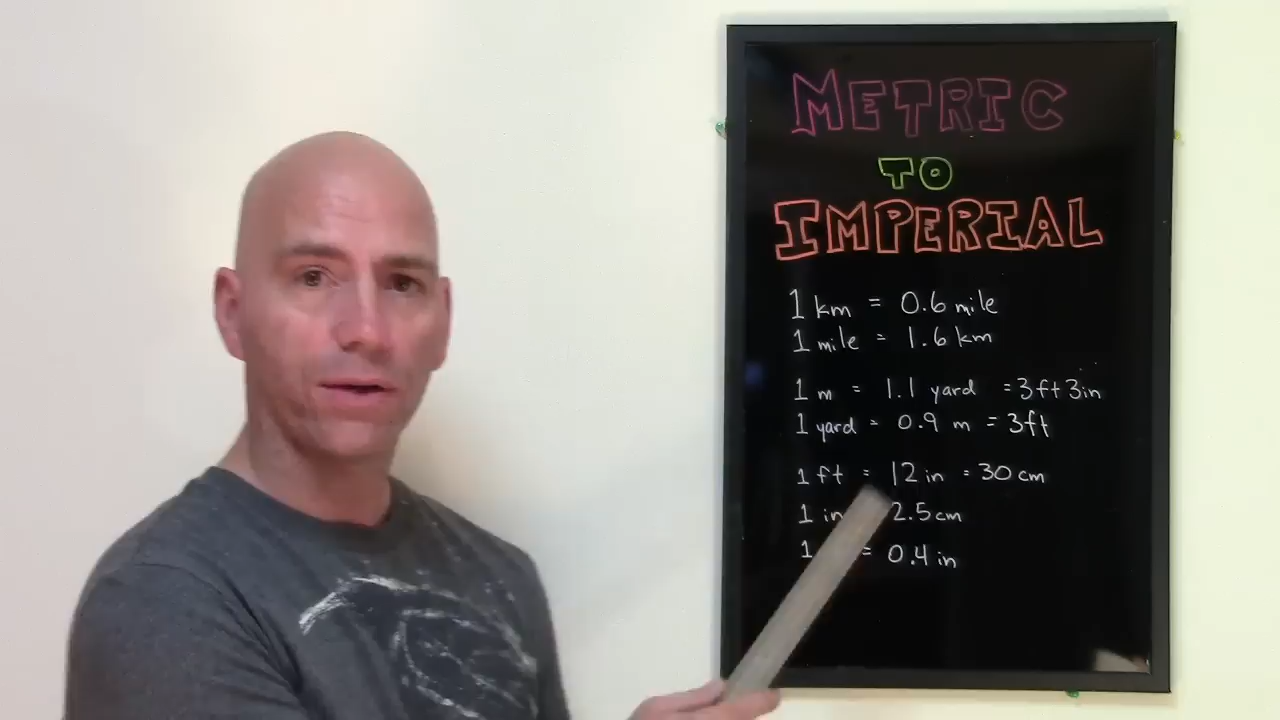 METRIC
TO
IMPERIAL
1 km = 0.6 mile
1 mile = 1.6 km
1 m = 1.1 yard = 3ft 3in
1 yard = 0.9 m = 3ft
1 ft = 12 in = 30 cm
1 in 2.5 cm
1 = 0.4 in